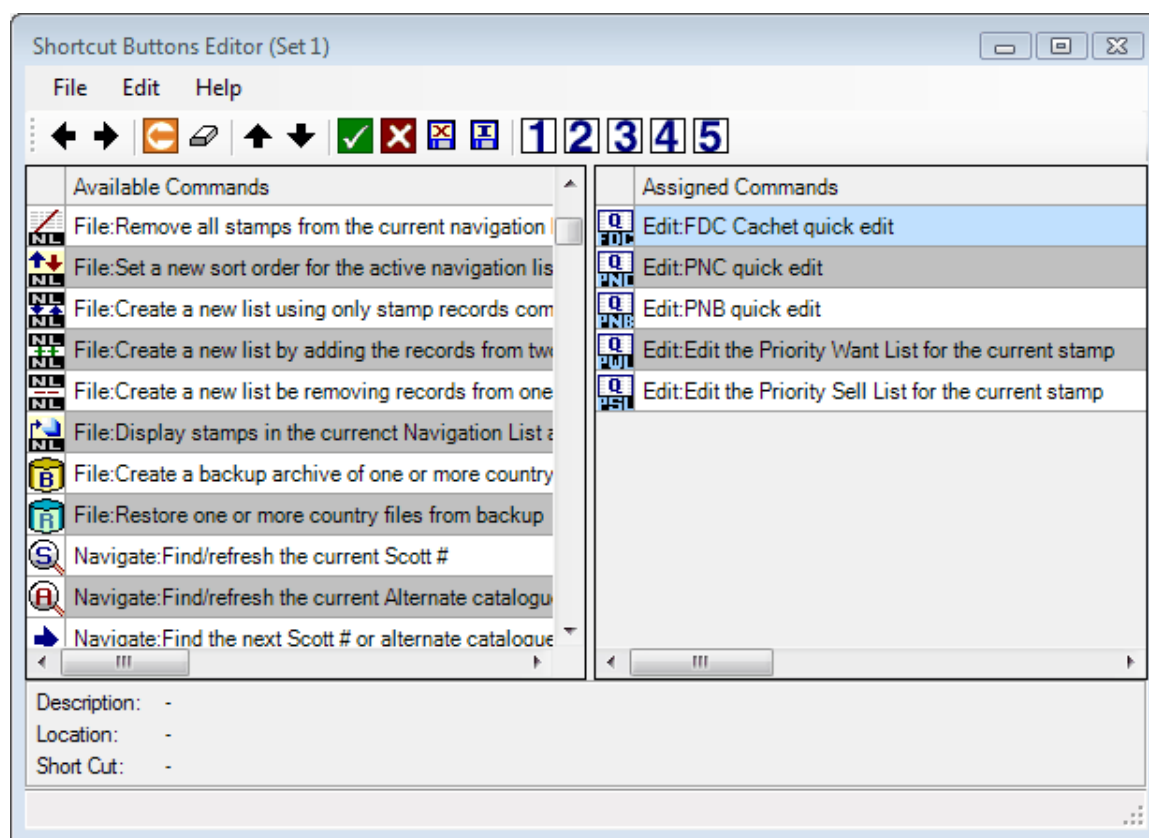 Shortcut Buttons Editor (Set 1)
File Edit Help
1 2 3 4 5
Available Commands
File:Remove all stamps from the current navigation
File:Set a new sort order for the active navigation lis
File:Create a new list using only stamp records com
File:Create a new list by adding the records from two
File:Create a new list be removing records from one
File:Display stamps in the currenct Navigation List a
File:Create a backup archive of one or more country
File:Restore one or more country files from backup
Navigate:Find/refresh the current Scott #
Navigate:Find/refresh the current Alternate catalogu
Navigate:Find the next Scott # or alternate catalogue
Assigned Commands
Q FDC Edit:FDC Cachet quick edit
Q PNC Edit:PNC quick edit
Q PNB Edit:PNB quick edit
Q PWL Edit:Edit the Priority Want List for the current stamp
Q PSL Edit:Edit the Priority Sell List for the current stamp
Description: -
Location: -
Short Cut: -